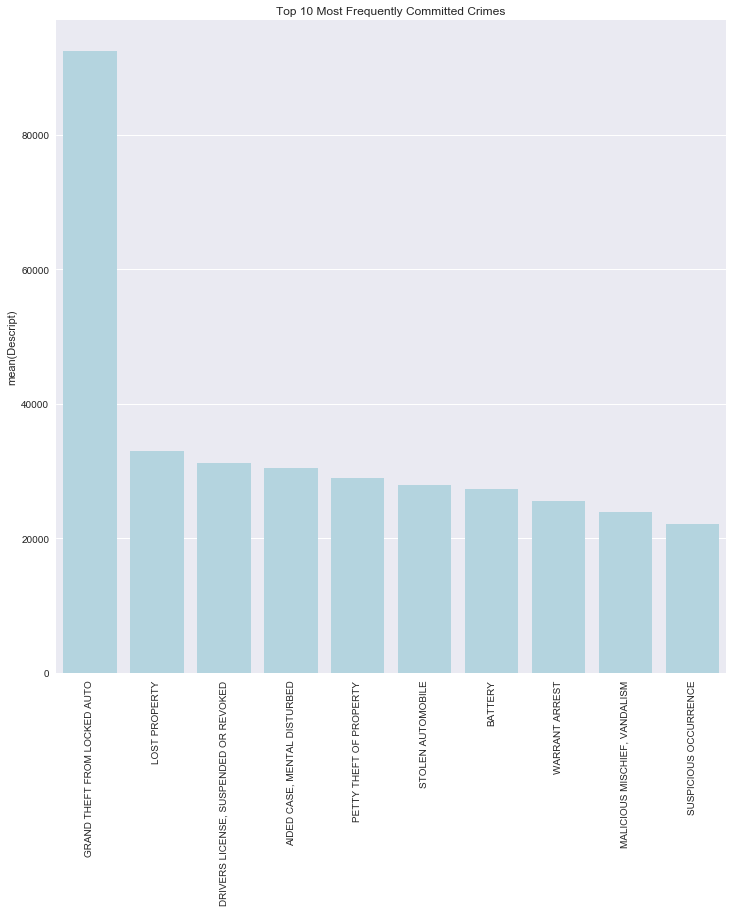 Top 10 Most Frequently Committed Crimes
mean(Descript)
80000
60000
40000
20000
0
GRAND THEFT FROM LOCKED AUTO
LOST PROPERTY
DRIVERS LICENSE, SUSPENDED OR REVOKED
AIDED CASE, MENTAL DISTURBED
PETTY THEFT OF PROPERTY
STOLEN AUTOMOBILE
BATTERY
WARRANT ARREST
MALICIOUS MISCHIEF, VANDALISM
SUSPICIOUS OCCURRENCE